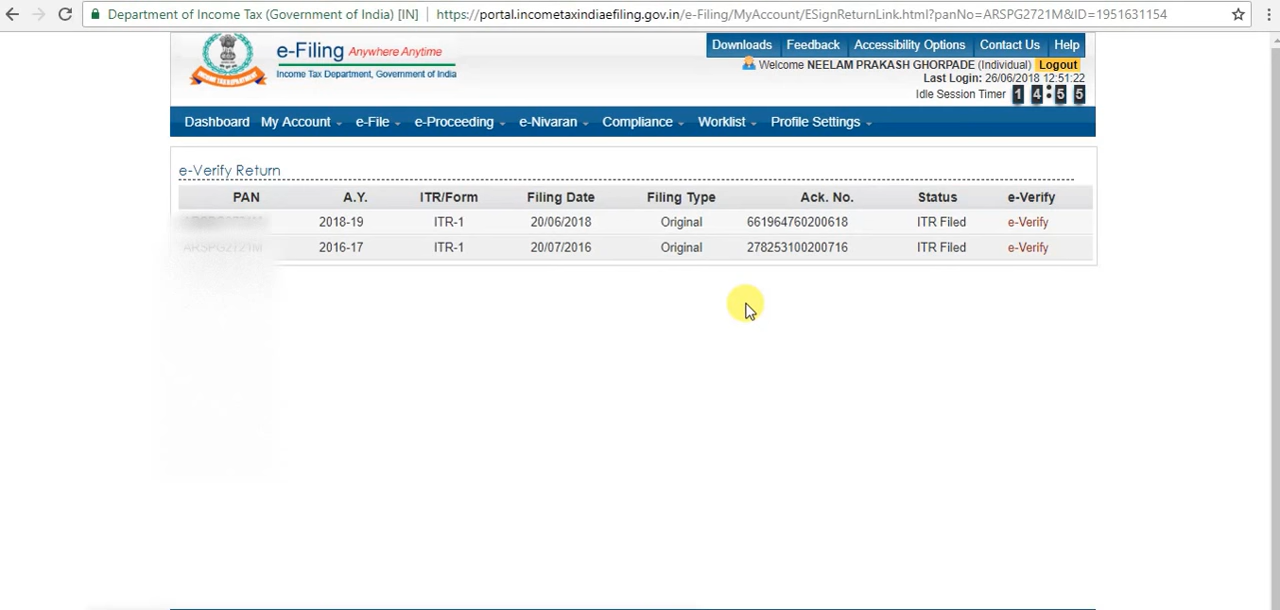 Department of Income Tax (Government of India) [IN] https://portal.incometaxindiaefiling.gov.in/e-Filing/MyAccount/ESignReturnLink.html?panNo=ARSPG2721M&ID=1951631154
e-Filing Anywhere Anytime
Income Tax Department, Government of India
Downloads Feedback Accessibility Options Contact Us Help
Welcome NEELAM PRAKASH GHORPADE (Individual) Logout
Last Login: 26/06/2018 12:51:22
Idle Session Timer 1 4 : 5 5
Dashboard My Account e-File e-Proceeding e-Nivaran Compliance Worklist Profile Settings
e-Verify Return
PAN A.Y. ITR/Form Filing Date Filing Type Ack. No. Status e-Verify
2018-19 ITR-1 20/06/2018 Original 661964760200618 ITR Filed e-Verify
2016-17 ITR-1 20/07/2016 Original 278253100200716 ITR Filed e-Verify